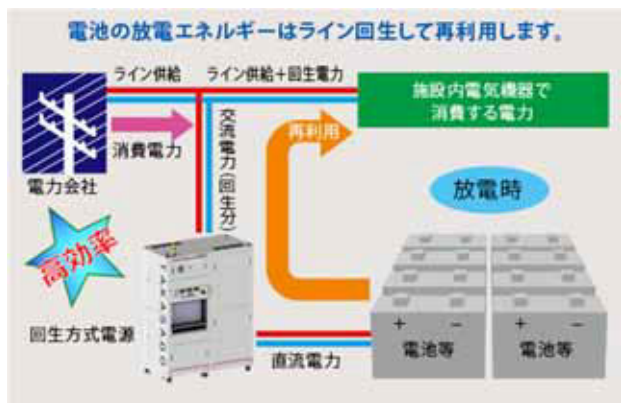 電池の放電エネルギーはライン回生して再利用します。
ライン供給
ライン供給＋回生電力
施設内電気機器で
消費する電力
消費電力
電力会社
交流電力(回生分)
再利用
放電時
高効率
回生方式電源
＋ − ＋ −
電池等 電池等
直流電力